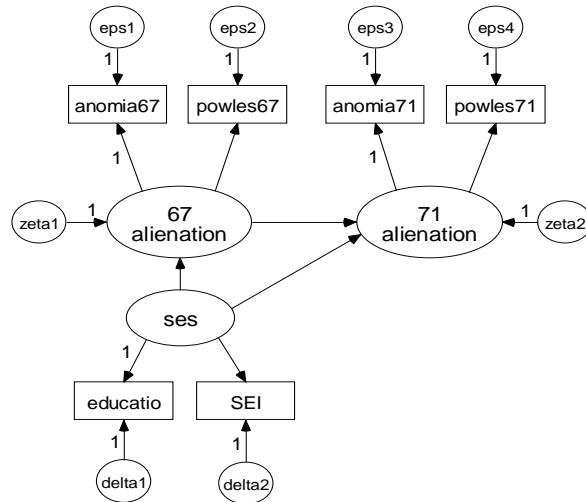 eps1
eps2
eps3
eps4
1
1
1
1
anomia67
powles67
anomia71
powles71
1
1
zeta1
1
67
alienation
71
alienation
1
zeta2
ses
1
educatio
SEI
1
1
delta1
delta2